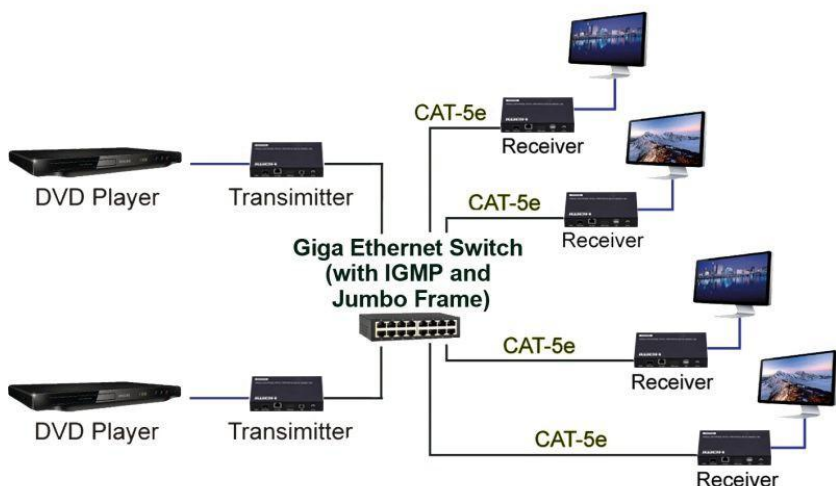 CAT-5e
Receiver
DVD Player
Transimitter
CAT-5e
Receiver
Giga Ethernet Switch
(with IGMP and
Jumbo Frame)
CAT-5e
Receiver
DVD Player
Transimitter
CAT-5e
Receiver